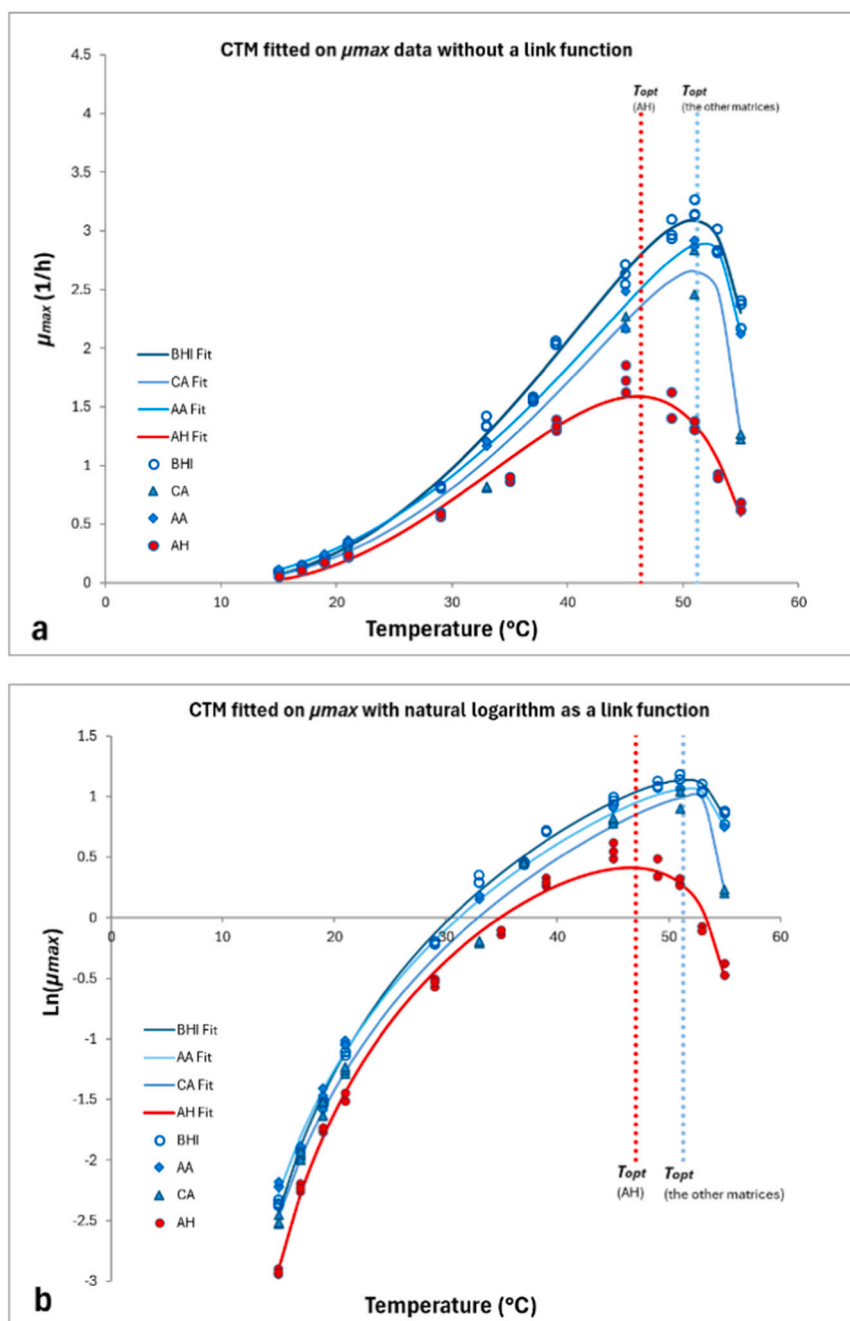 CTM fitted on μmax data without a link function
4.5
4
3.5
3
2.5
2
1.5
1
0.5
0
μmax (1/h)
Topt
(AH)
Topt
(the other matrices)
BHI Fit
CA Fit
AA Fit
AH Fit
BHI
CA
AA
AH
0
10
20
30
40
50
60
Temperature (°C)
a
CTM fitted on μmax with natural logarithm as a link function
1.5
1
0.5
0
-0.5
-1
-1.5
-2
-2.5
-3
Ln(μmax)
0
10
20
30
40
50
60
BHI Fit
AA Fit
CA Fit
AH Fit
BHI
AA
CA
AH
Topt
(AH)
Topt
(the other matrices)
Temperature (°C)
b